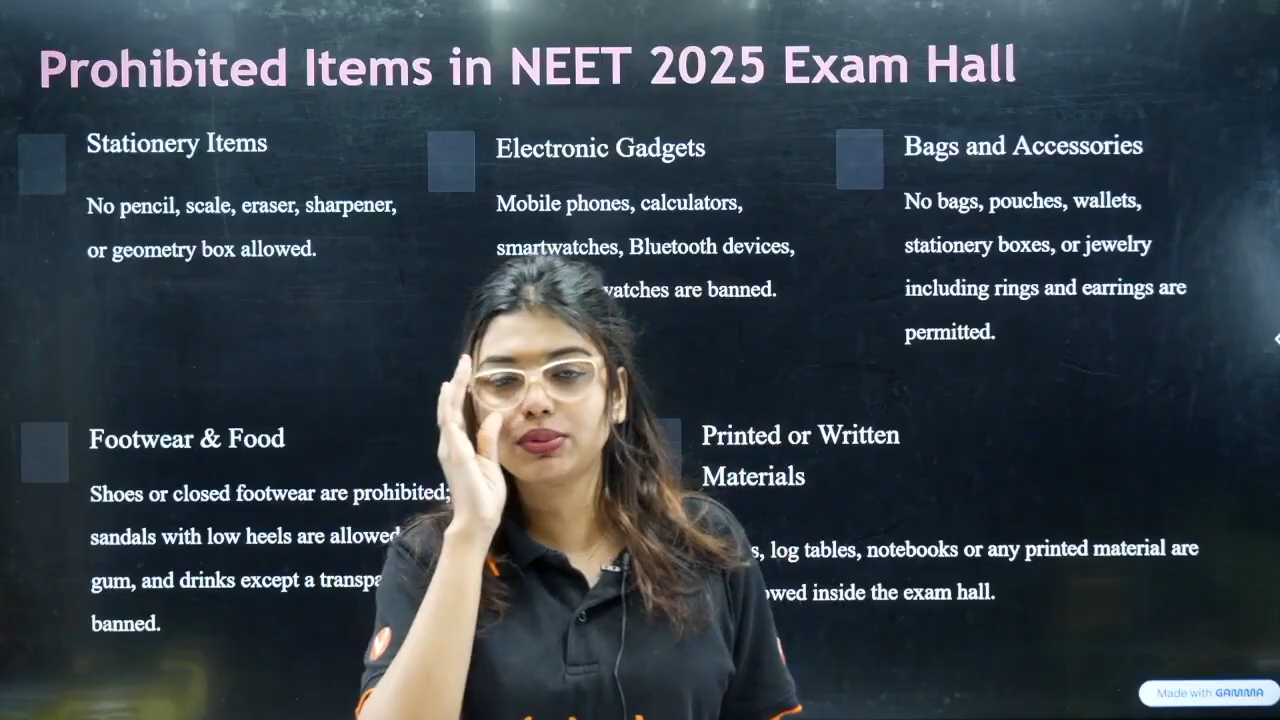 Prohibited Items in NEET 2025 Exam Hall
Stationery Items
No pencil, scale, eraser, sharpener,
or geometry box allowed.
Electronic Gadgets
Mobile phones, calculators,
smartwatches, Bluetooth devices,
watches are banned.
Bags and Accessories
No bags, pouches, wallets,
stationery boxes, or jewelry
including rings and earrings are
permitted.
Footwear & Food
Shoes or closed footwear are prohibited;
sandals with low heels are allowed
gum, and drinks except a
banned.
Printed or Written
Materials
log tables, notebooks or any printed material are
inside the exam hall.
Made with GAMMA